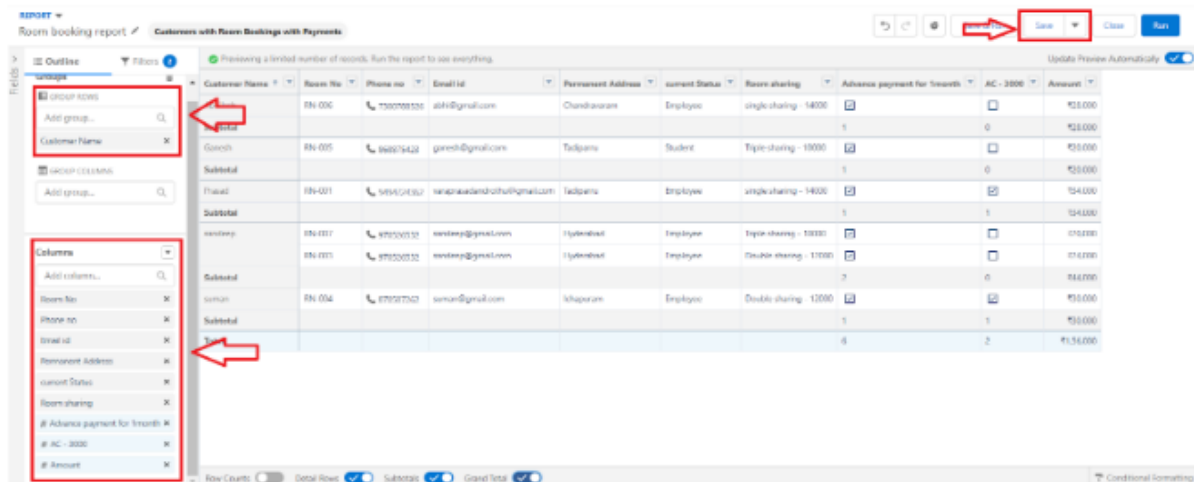 REPORT
Room booking report Customers with Room Bookings with Payments
Save Close Run
Fields
Outline Filters
Previewing a limited number of records. Run the report to see everything.
Update Preview Automatically
Groups
GROUP ROWS
Add group...
Customer Name
GROUP COLUMNS
Add group...
Columns
Add column...
Room No
Phone no
Email id
Permanent Address
current Status
Room sharing
# Advance payment for 1month
# AC - 3000
# Amount
Customer Name Room No Phone no Email id Permanent Address current Status Room sharing Advance payment for 1month AC - 3000 Amount
RN-006 abhi@gmail.com Chandravaram Employee single sharing - 14000 ₹28,000
Subtotal 1 0 ₹28,000
Ganesh RN-005 ganesh@gmail.com Tadiparru Student Triple sharing - 10000 ₹20,000
Subtotal 1 0 ₹20,000
Prasad RN-001 Tadiparru Employee single sharing - 14000 ₹34,000
Subtotal 1 1 ₹34,000
sandeep RN-002 sandeep@gmail.com Hyderabad Employee Triple sharing - 10000
RN-003 sandeep@gmail.com Hyderabad Employee Double sharing - 12000
Subtotal 2 0
suman RN-004 suman@gmail.com Ichapuram Employee Double sharing - 12000 ₹30,000
Subtotal 1 1 ₹30,000
Total 6 2 ₹1,56,000
Row Counts Detail Rows Subtotals Grand Total Conditional Formatting